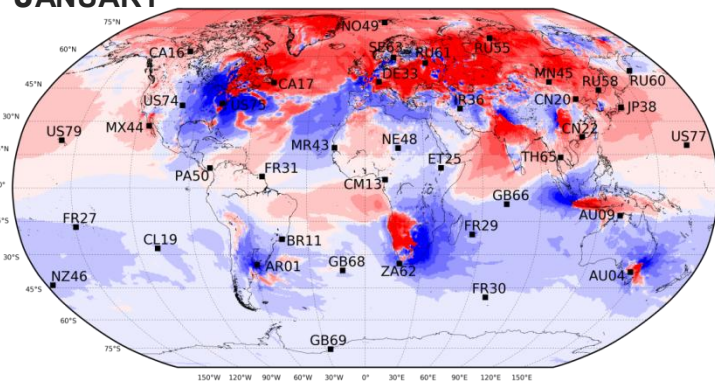 JANUARY
75°N
NO49
60°N
CA16
SE63
RU61
RU55
DE33
45°N
CA17
MN45
RU58
RU60
US74
US75
IR36
CN20
JP38
30°N
US79
MX44
MR43
NE48
CN22
US77
15°N
PA50
FR31
ET25
TH65
0°
CM13
GB66
15°S
FR27
AU09
CL19
BR11
FR29
30°S
AR01
GB68
ZA62
AU04
NZ46
45°S
FR30
60°S
75°S
GB69
150°W 120°W 90°W 60°W 30°W 0° 30°E 60°E 90°E 120°E 150°E